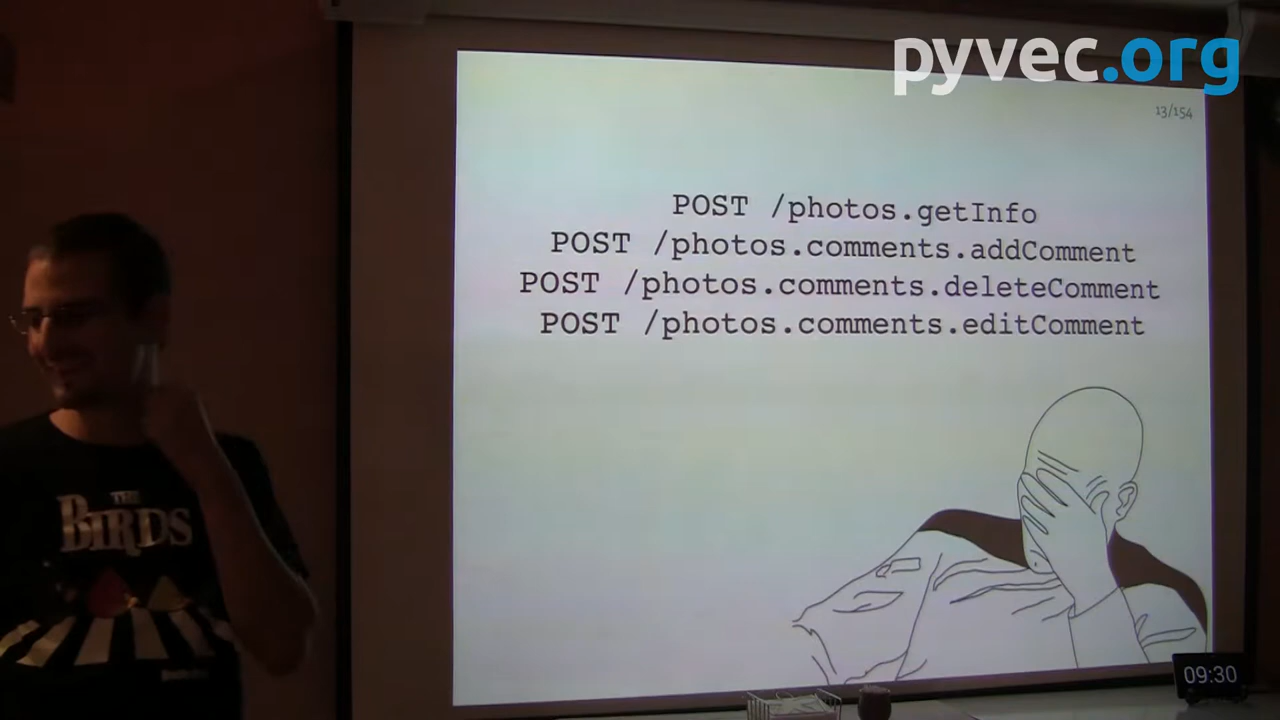 pyvec.org
13/154
POST /photos.getInfo
POST /photos.comments.addComment
POST /photos.comments.deleteComment
POST /photos.comments.editComment
THE
BIRDS
09:30